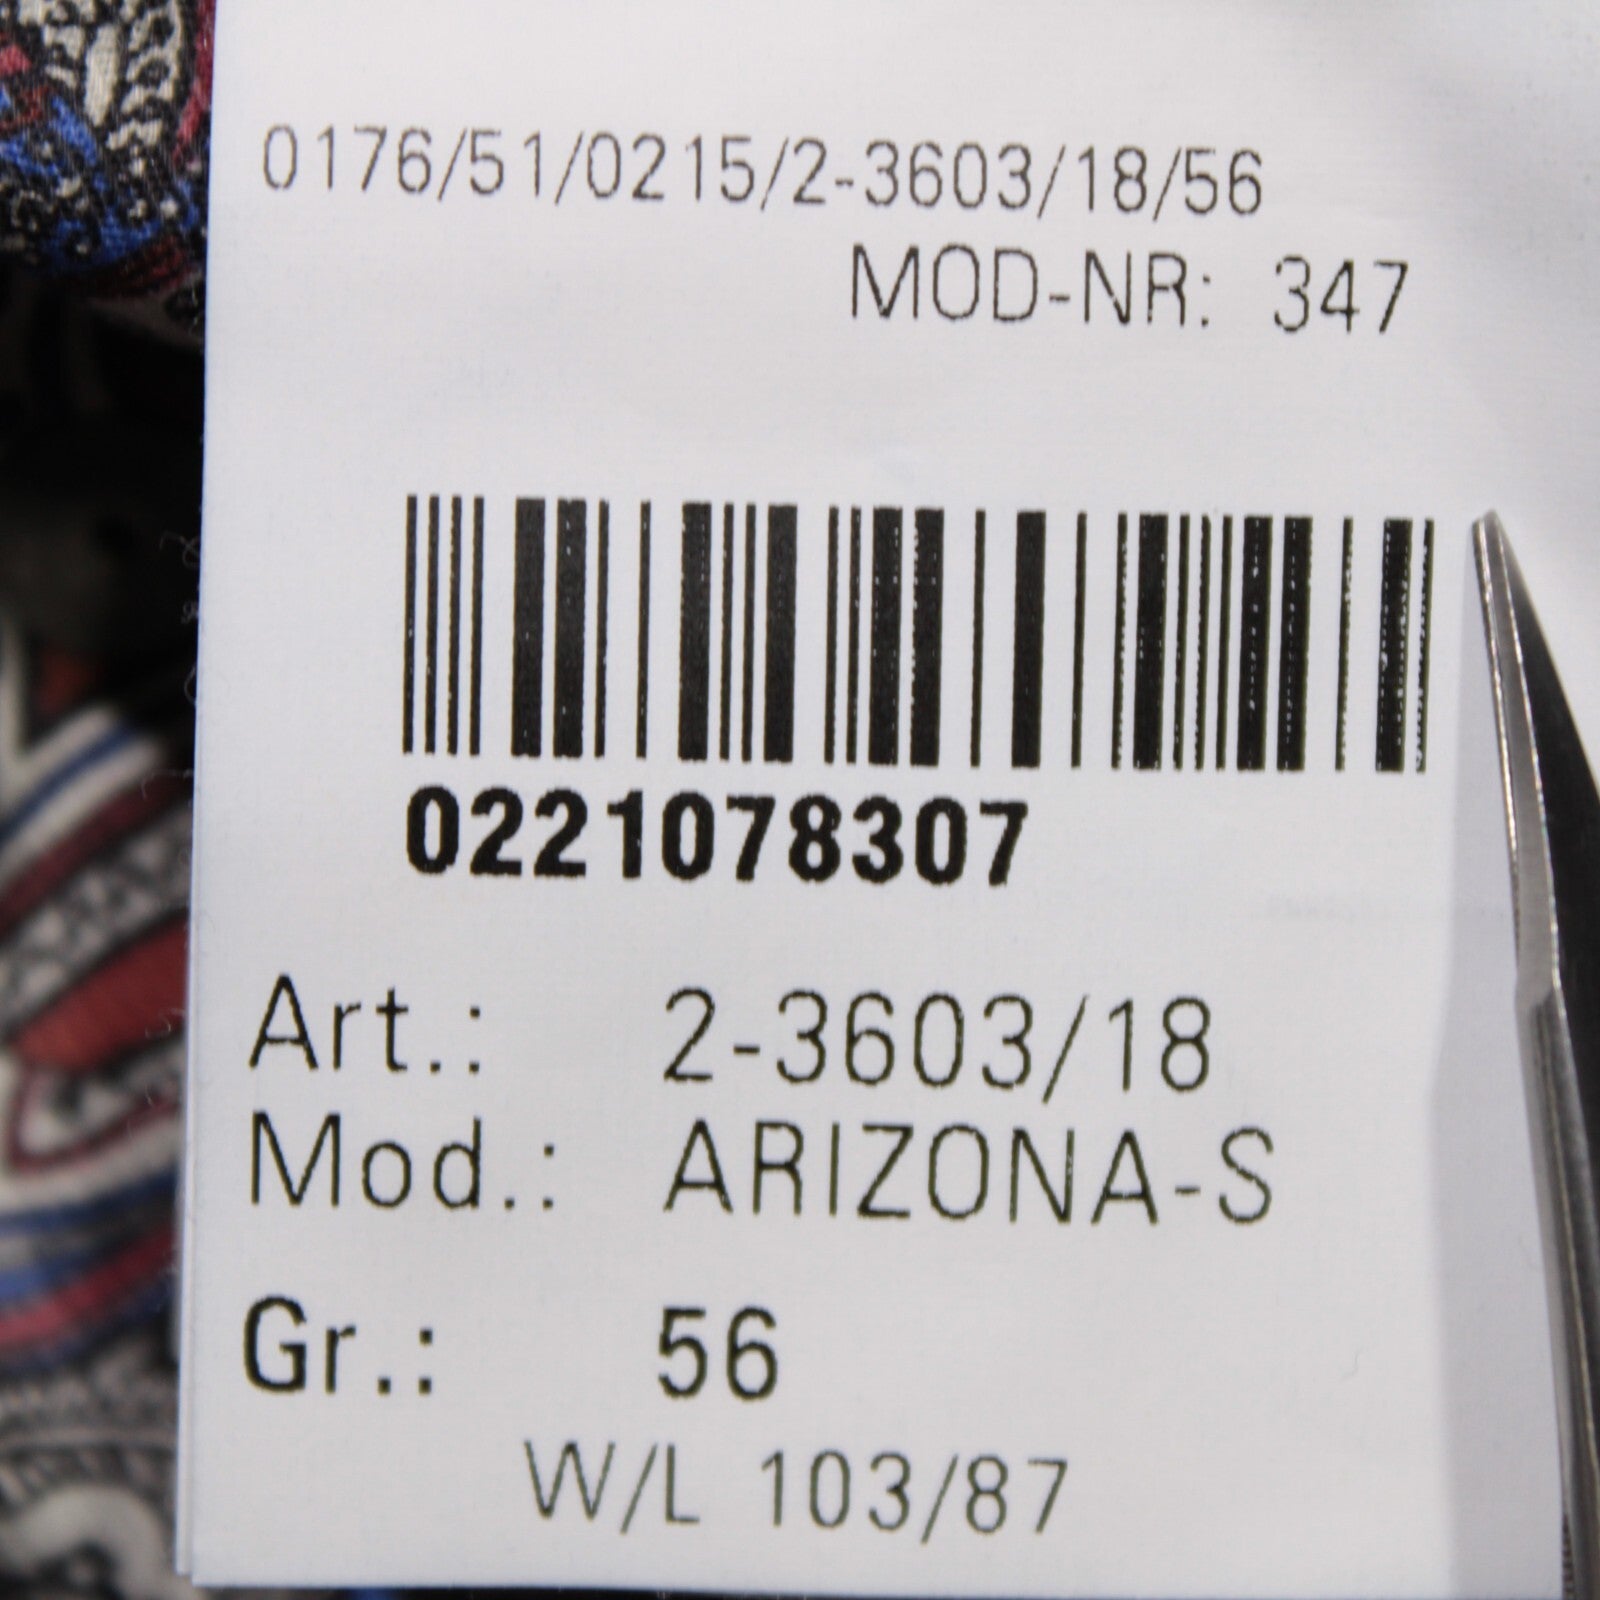 0176/51/0215/2-3603/18/56
MOD-NR: 347
0221078307
Art.: 2-3603/18
Mod.: ARIZONA-S
Gr.: 56
W/L 103/87